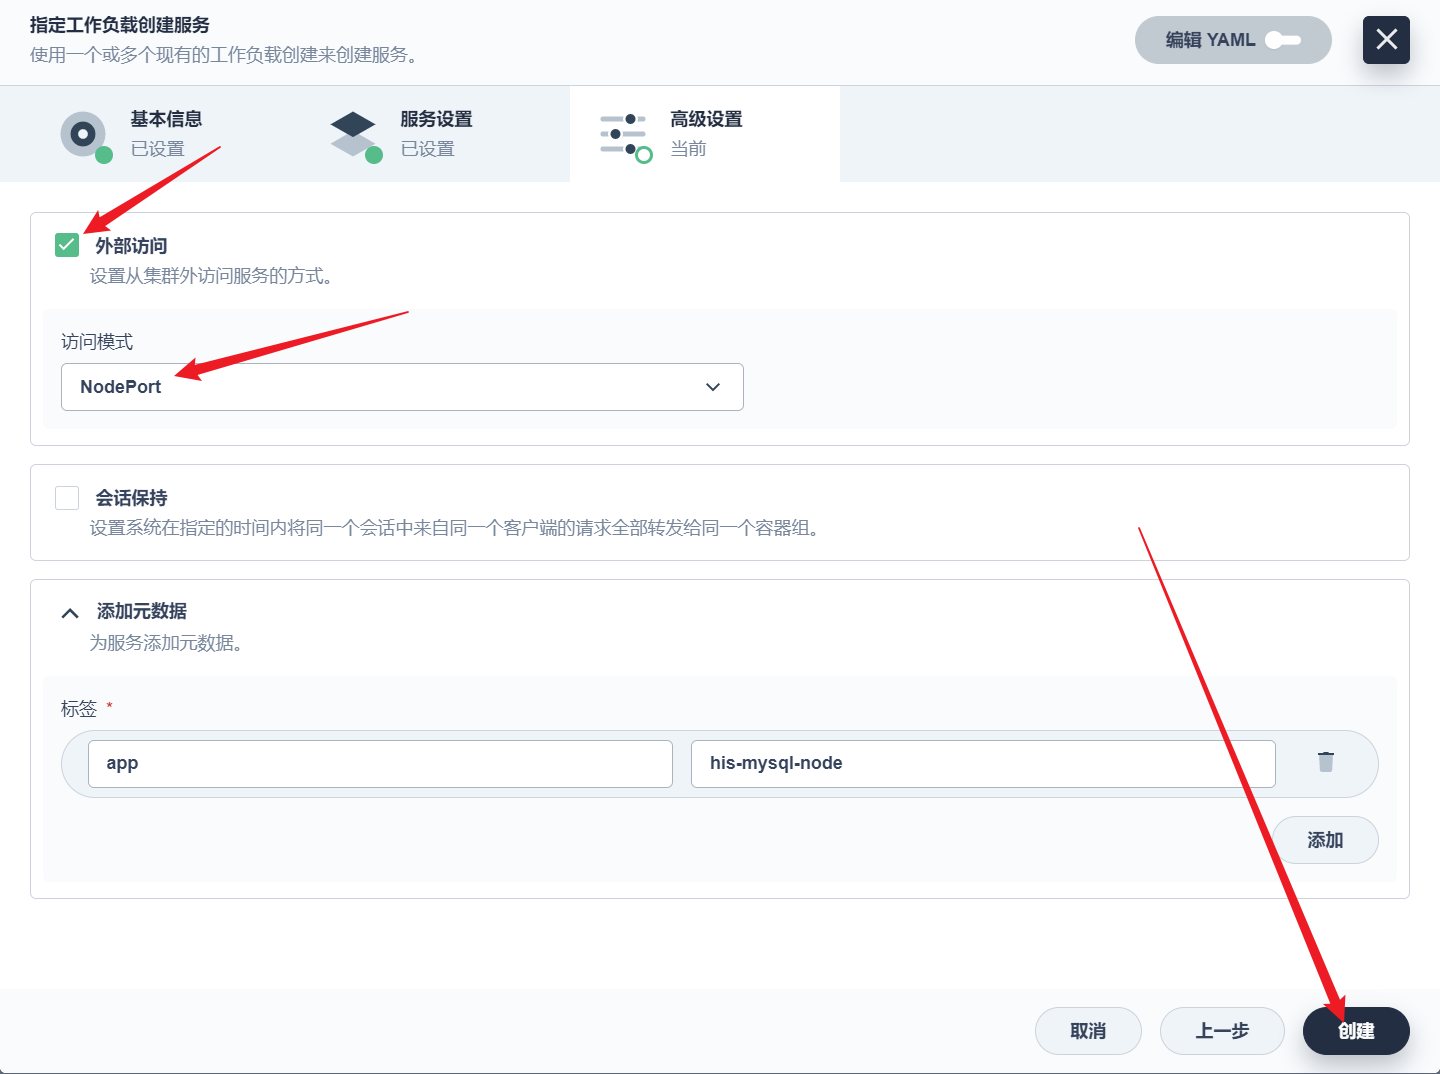 指定工作负载创建服务
使用一个或多个现有的工作负载创建来创建服务。
编辑 YAML
基本信息
已设置
服务设置
已设置
高级设置
当前
外部访问
设置从集群外访问服务的方式。
访问模式
NodePort
会话保持
设置系统在指定的时间内将同一个会话中来自同一个客户端的请求全部转发给同一个容器组。
添加元数据
为服务添加元数据。
标签 *
app
his-mysql-node
添加
取消
上一步
创建